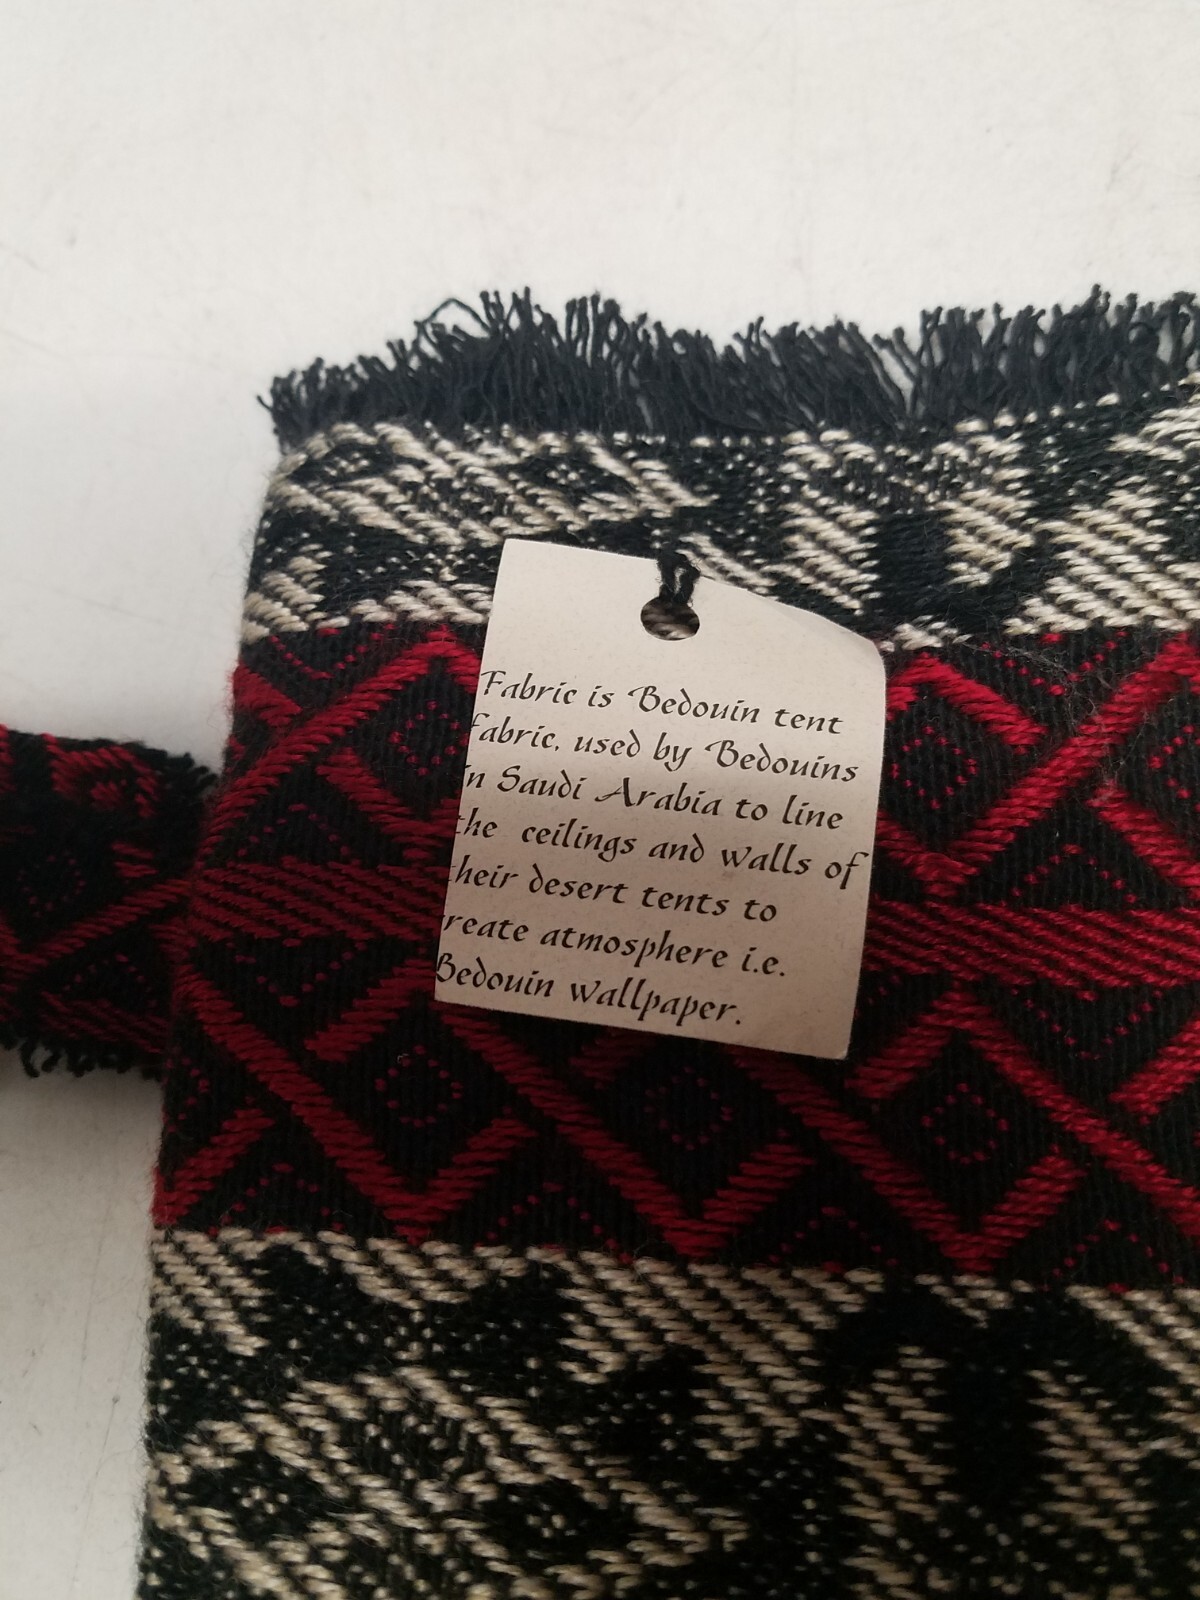 Fabric is Bedouin tent
fabric, used by Bedouins
in Saudi Arabia to line
the ceilings and walls of
their desert tents to
create atmosphere i.e.
Bedouin wallpaper.